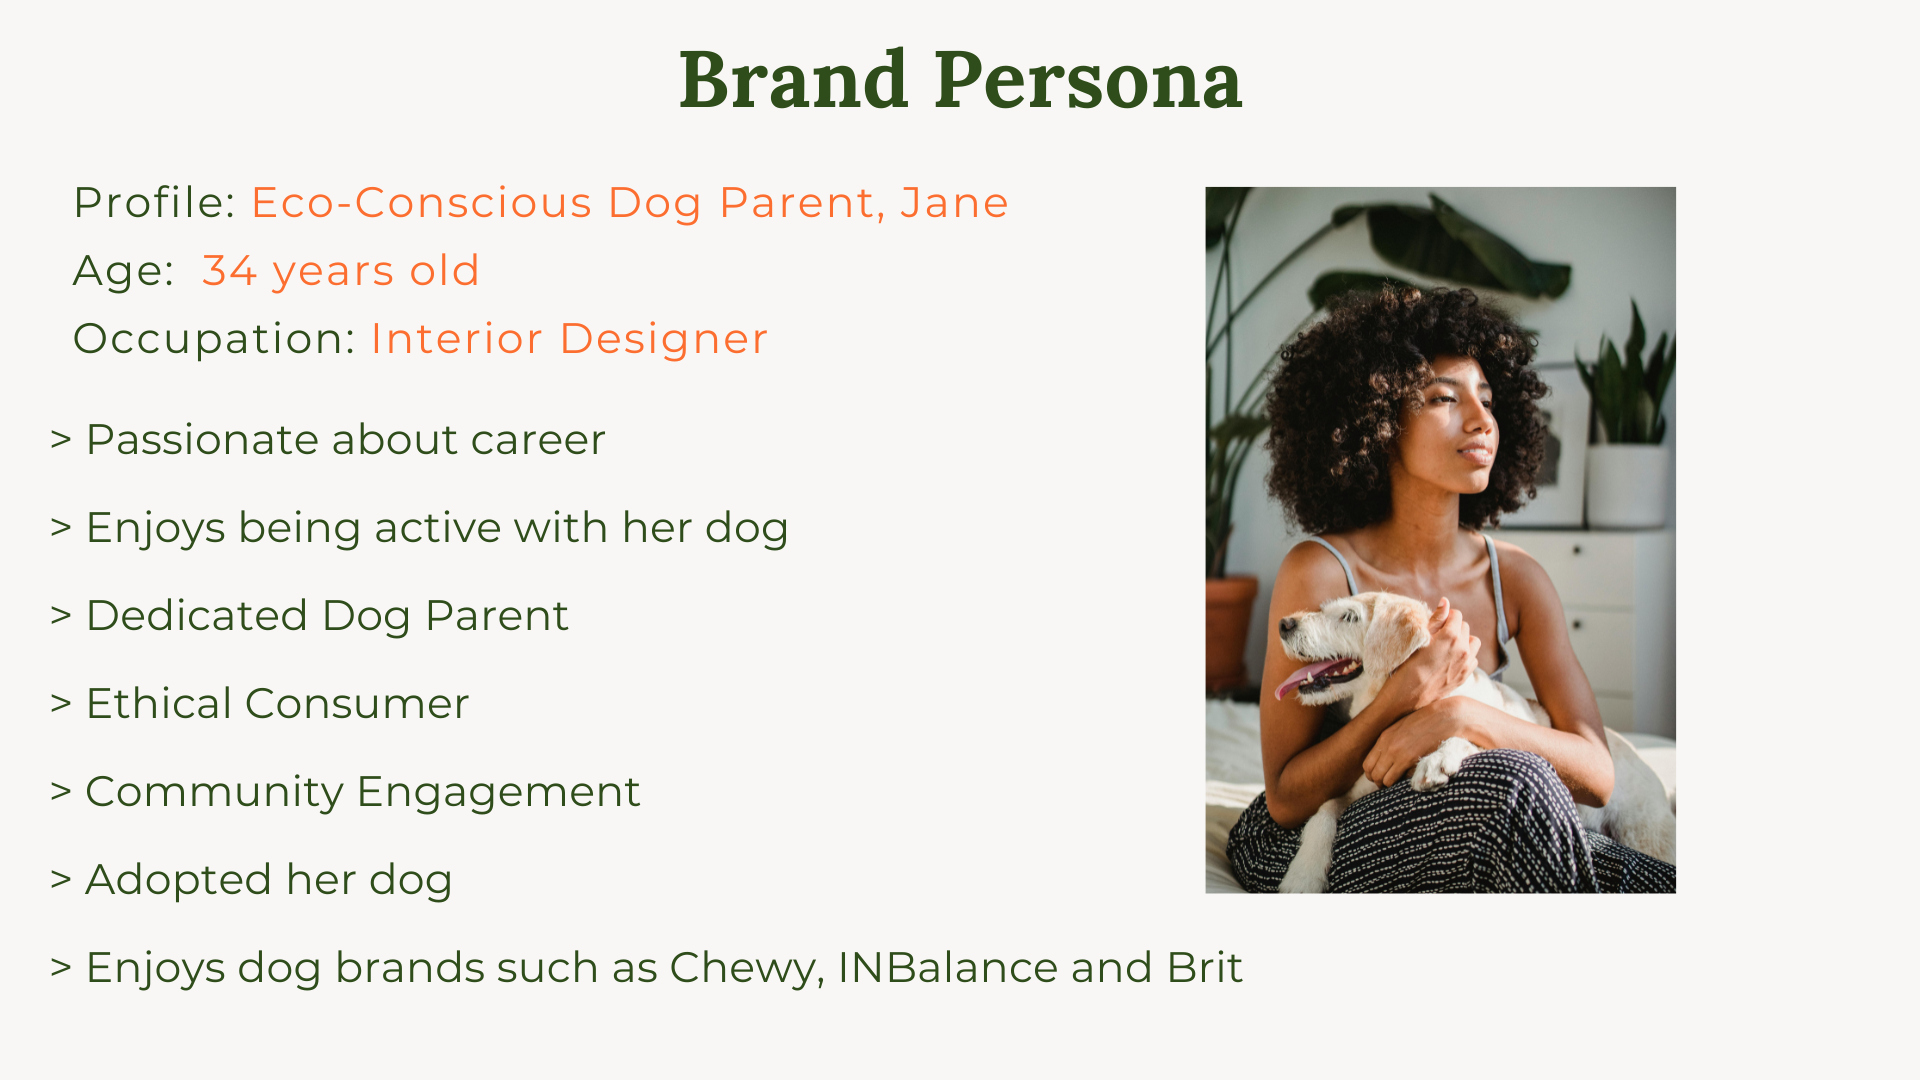 Brand Persona
Profile: Eco-Conscious Dog Parent, Jane
Age: 34 years old
Occupation: Interior Designer
> Passionate about career
> Enjoys being active with her dog
> Dedicated Dog Parent
> Ethical Consumer
> Community Engagement
> Adopted her dog
> Enjoys dog brands such as Chewy, INBalance and Brit